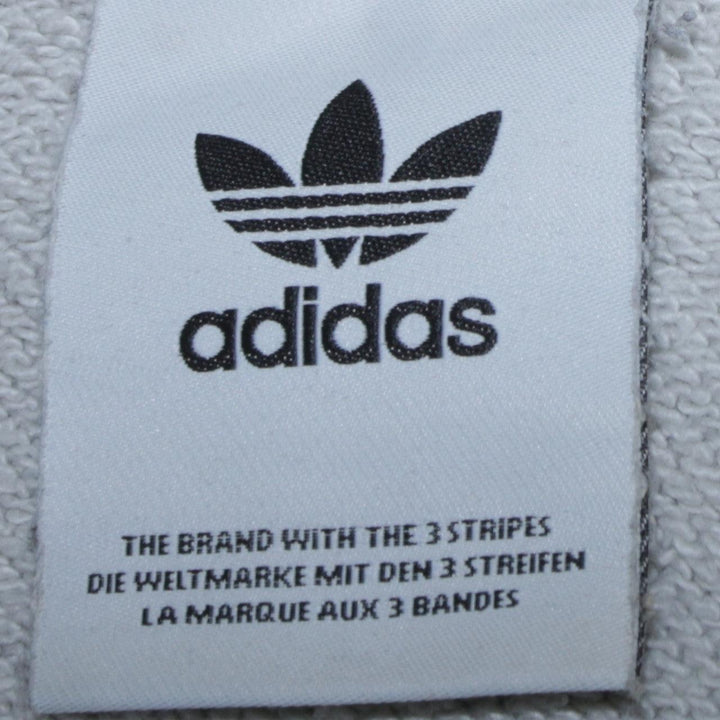 adidas
THE BRAND WITH THE 3 STRIPES
DIE WELTMARKE MIT DEN 3 STREIFEN
LA MARQUE AUX 3 BANDES